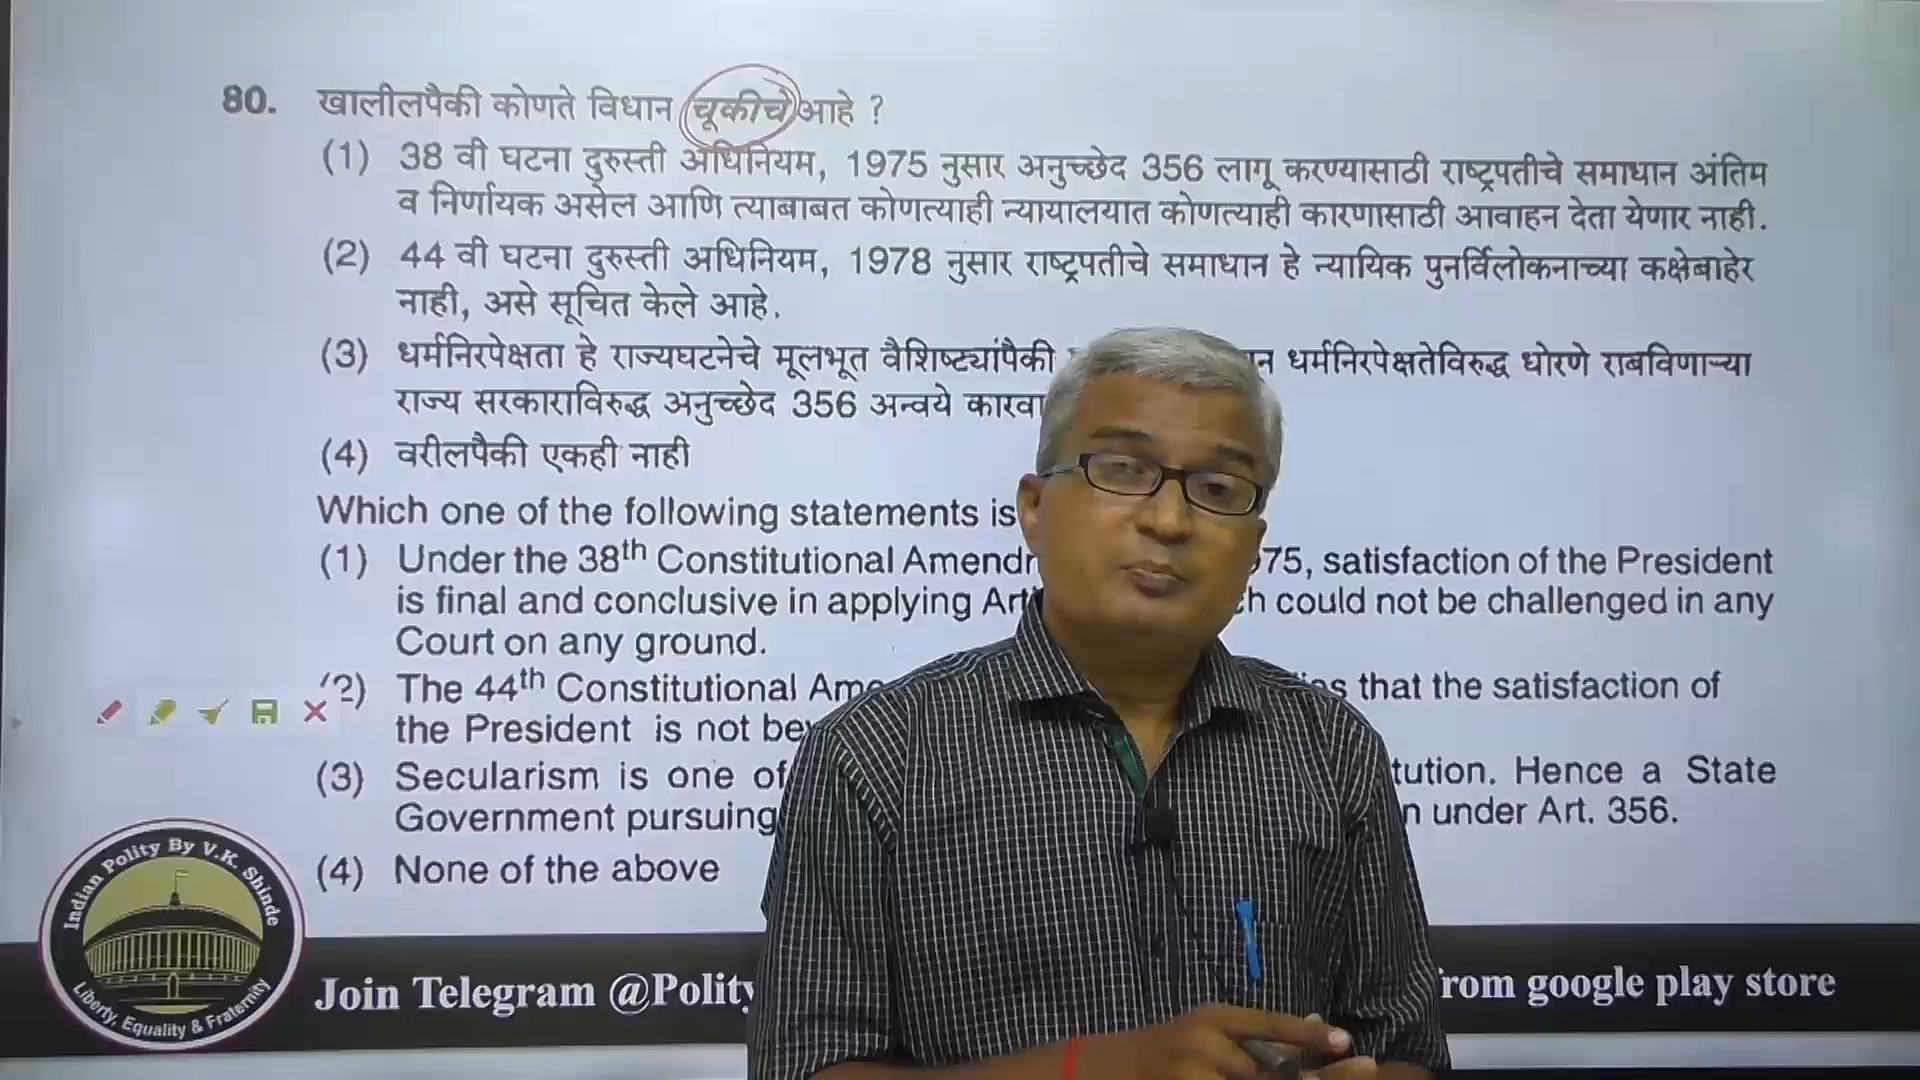 80. खालीलपैकी कोणते विधान चूकीचे आहे ?
(1) 38 वी घटना दुरुस्ती अधिनियम, 1975 नुसार अनुच्छेद 356 लागू करण्यासाठी राष्ट्रपतीचे समाधान अंतिम
व निर्णायक असेल आणि त्याबाबत कोणत्याही न्यायालयात कोणत्याही कारणासाठी आवाहन देता येणार नाही.
(2) 44 वी घटना दुरुस्ती अधिनियम, 1978 नुसार राष्ट्रपतीचे समाधान हे न्यायिक पुनर्विलोकनाच्या कक्षेबाहेर
नाही, असे सूचित केले आहे.
(3) धर्मनिरपेक्षता हे राज्यघटनेचे मूलभूत वैशिष्ट्यांपैकी धर्मनिरपेक्षतेविरुद्ध धोरणे राबविणाऱ्या
राज्य सरकाराविरुद्ध अनुच्छेद 356 अन्वये
(4) वरीलपैकी एकही नाही
Which one of the following statements is
(1) Under the 38th Constitutional 75, satisfaction of the President
is final and conclusive in applying could not be challenged in any
Court on any ground.
2) The 44th Constitutional that the satisfaction of
the President is not
(3) Secularism is one of Hence a State
Government pursuing under Art. 356.
(4) None of the above
Indian Polity By V.K. Shinde
Liberty, Equality & Fraternity
Join Telegram @Polity from google play store